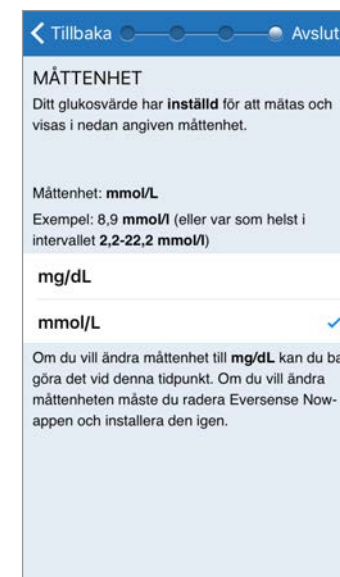 Tillbaka Avslut
MÅTTENHET
Ditt glukosvärde har inställd för att mätas och
visas i nedan angiven måttenhet.
Måttenhet: mmol/L
Exempel: 8,9 mmol/l (eller var som helst i
intervallet 2,2-22,2 mmol/l)
mg/dL
mmol/L
Om du vill ändra måttenhet till mg/dL kan du ba
göra det vid denna tidpunkt. Om du vill ändra
måttenheten måste du radera Eversense Now-
appen och installera den igen.